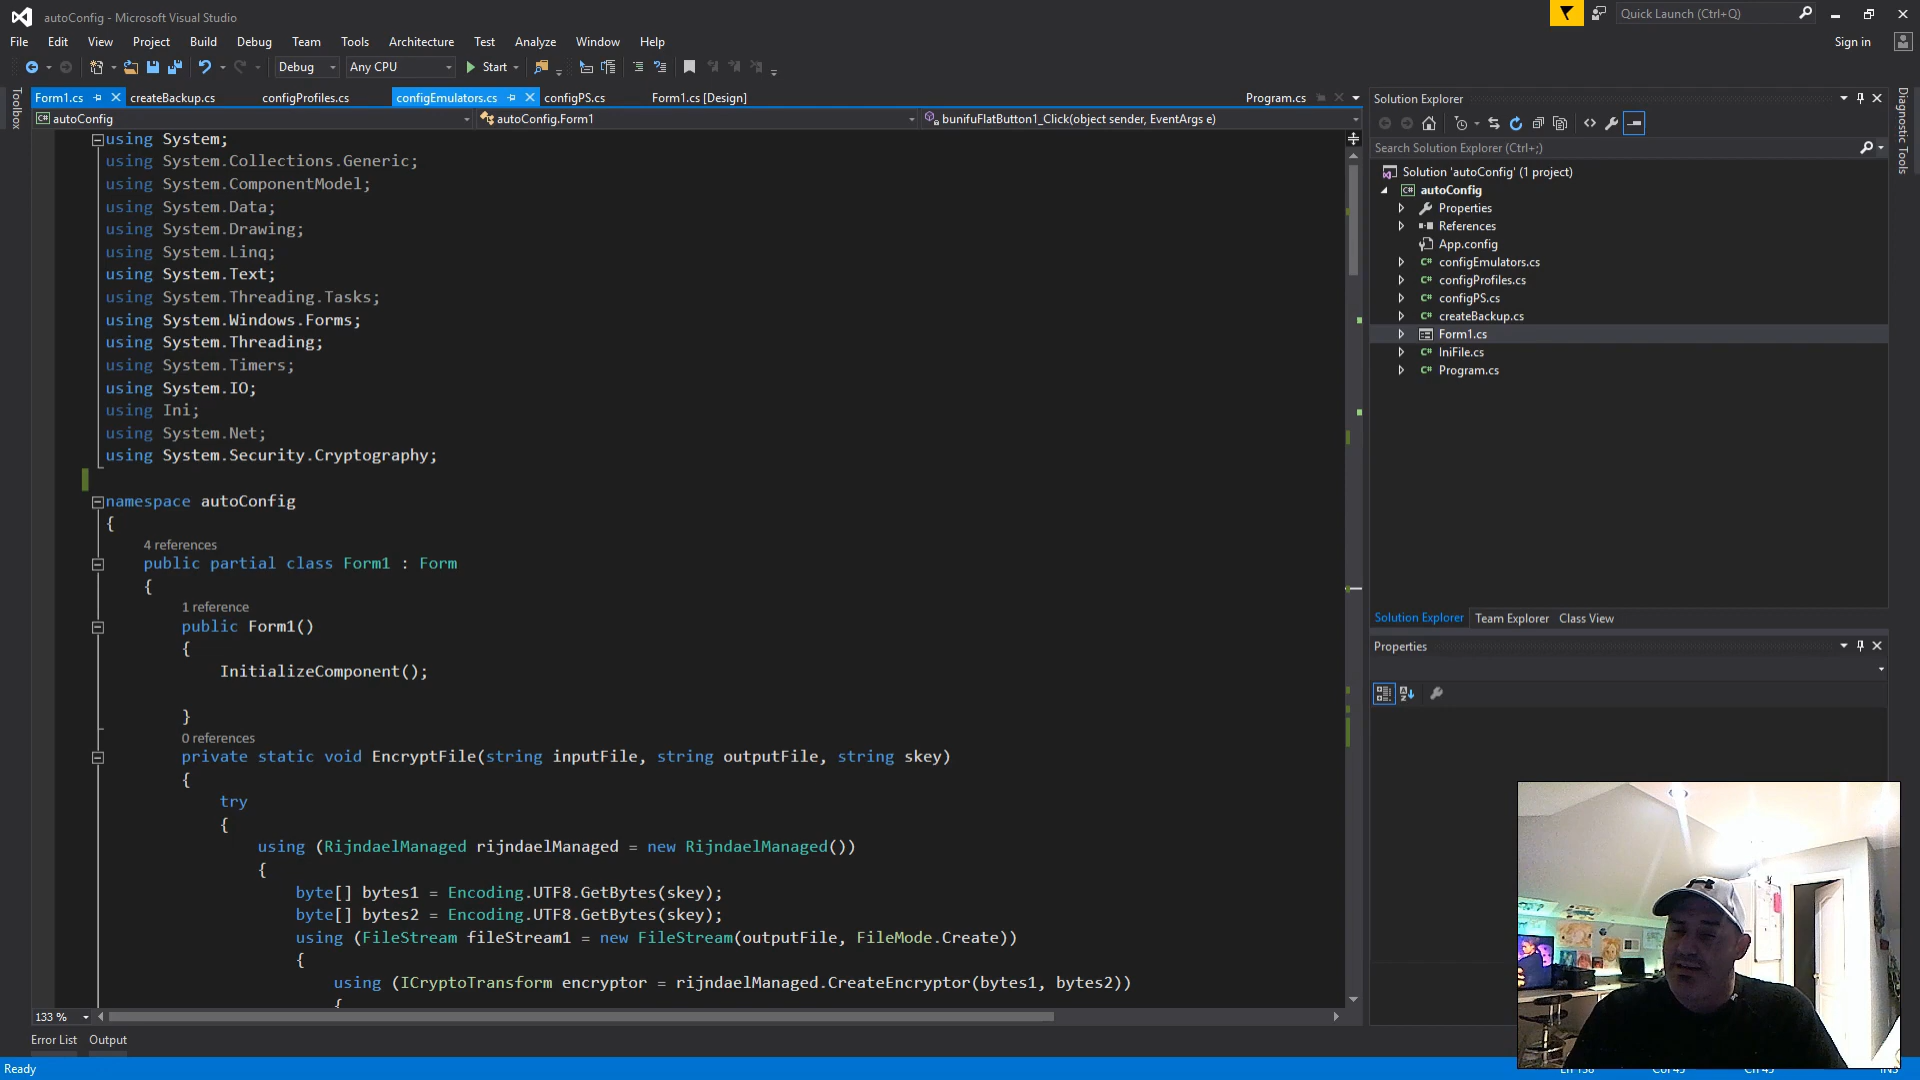 autoConfig - Microsoft Visual Studio
Quick Launch (Ctrl+Q)
File Edit View Project Build Debug Team Tools Architecture Test Analyze Window Help
Sign in
Debug Any CPU Start
Toolbox
Form1.cs createBackup.cs configProfiles.cs configEmulators.cs configPS.cs Form1.cs [Design] Program.cs
autoConfig autoConfig.Form1 bunifuFlatButton1_Click(object sender, EventArgs e)
using System;
using System.Collections.Generic;
using System.ComponentModel;
using System.Data;
using System.Drawing;
using System.Linq;
using System.Text;
using System.Threading.Tasks;
using System.Windows.Forms;
using System.Threading;
using System.Timers;
using System.IO;
using Ini;
using System.Net;
using System.Security.Cryptography;
namespace autoConfig
{
4 references
public partial class Form1 : Form
{
1 reference
public Form1()
{
InitializeComponent();
}
0 references
private static void EncryptFile(string inputFile, string outputFile, string skey)
{
try
{
using (RijndaelManaged rijndaelManaged = new RijndaelManaged())
{
byte[] bytes1 = Encoding.UTF8.GetBytes(skey);
byte[] bytes2 = Encoding.UTF8.GetBytes(skey);
using (FileStream fileStream1 = new FileStream(outputFile, FileMode.Create))
{
using (ICryptoTransform encryptor = rijndaelManaged.CreateEncryptor(bytes1, bytes2))
{
133 %
Error List Output
Ready
Solution Explorer
Search Solution Explorer (Ctrl+;)
Solution 'autoConfig' (1 project)
autoConfig
Properties
References
App.config
configEmulators.cs
configProfiles.cs
configPS.cs
createBackup.cs
Form1.cs
IniFile.cs
Program.cs
Solution Explorer Team Explorer Class View
Properties
Diagnostic Tools